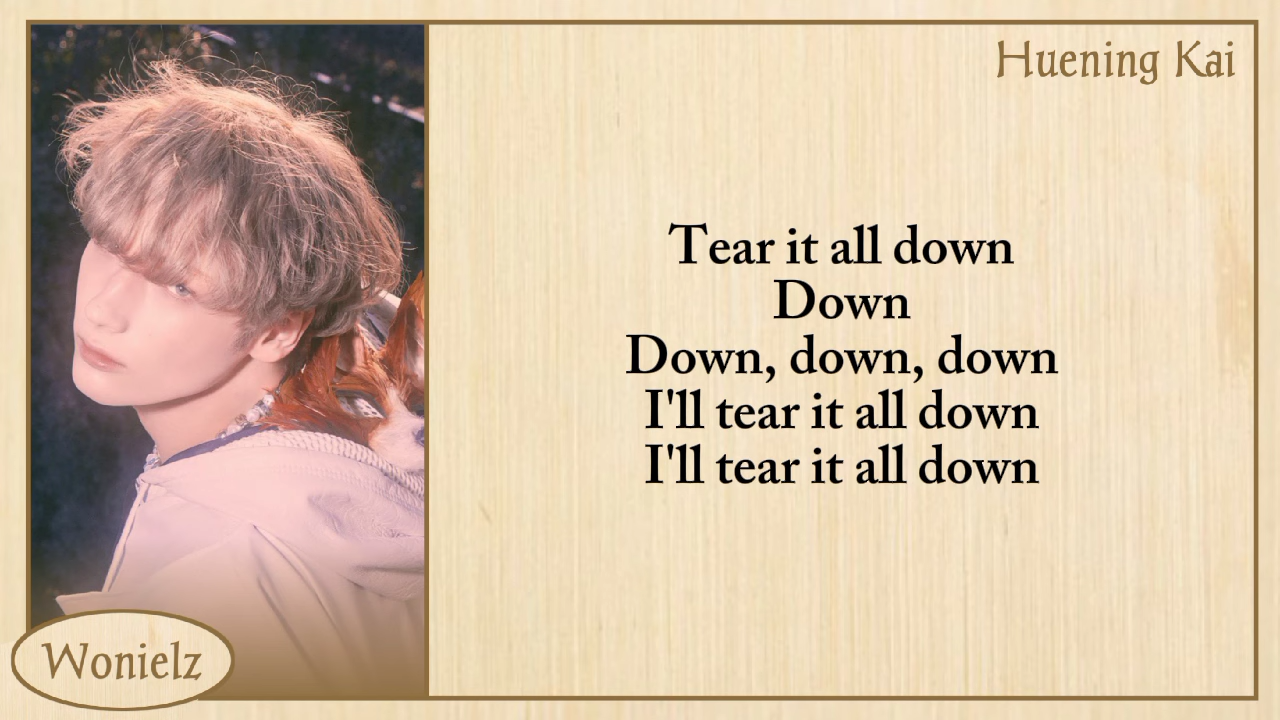 Huening Kai
Tear it all down
Down
Down, down, down
I'll tear it all down
I'll tear it all down
Wonielz